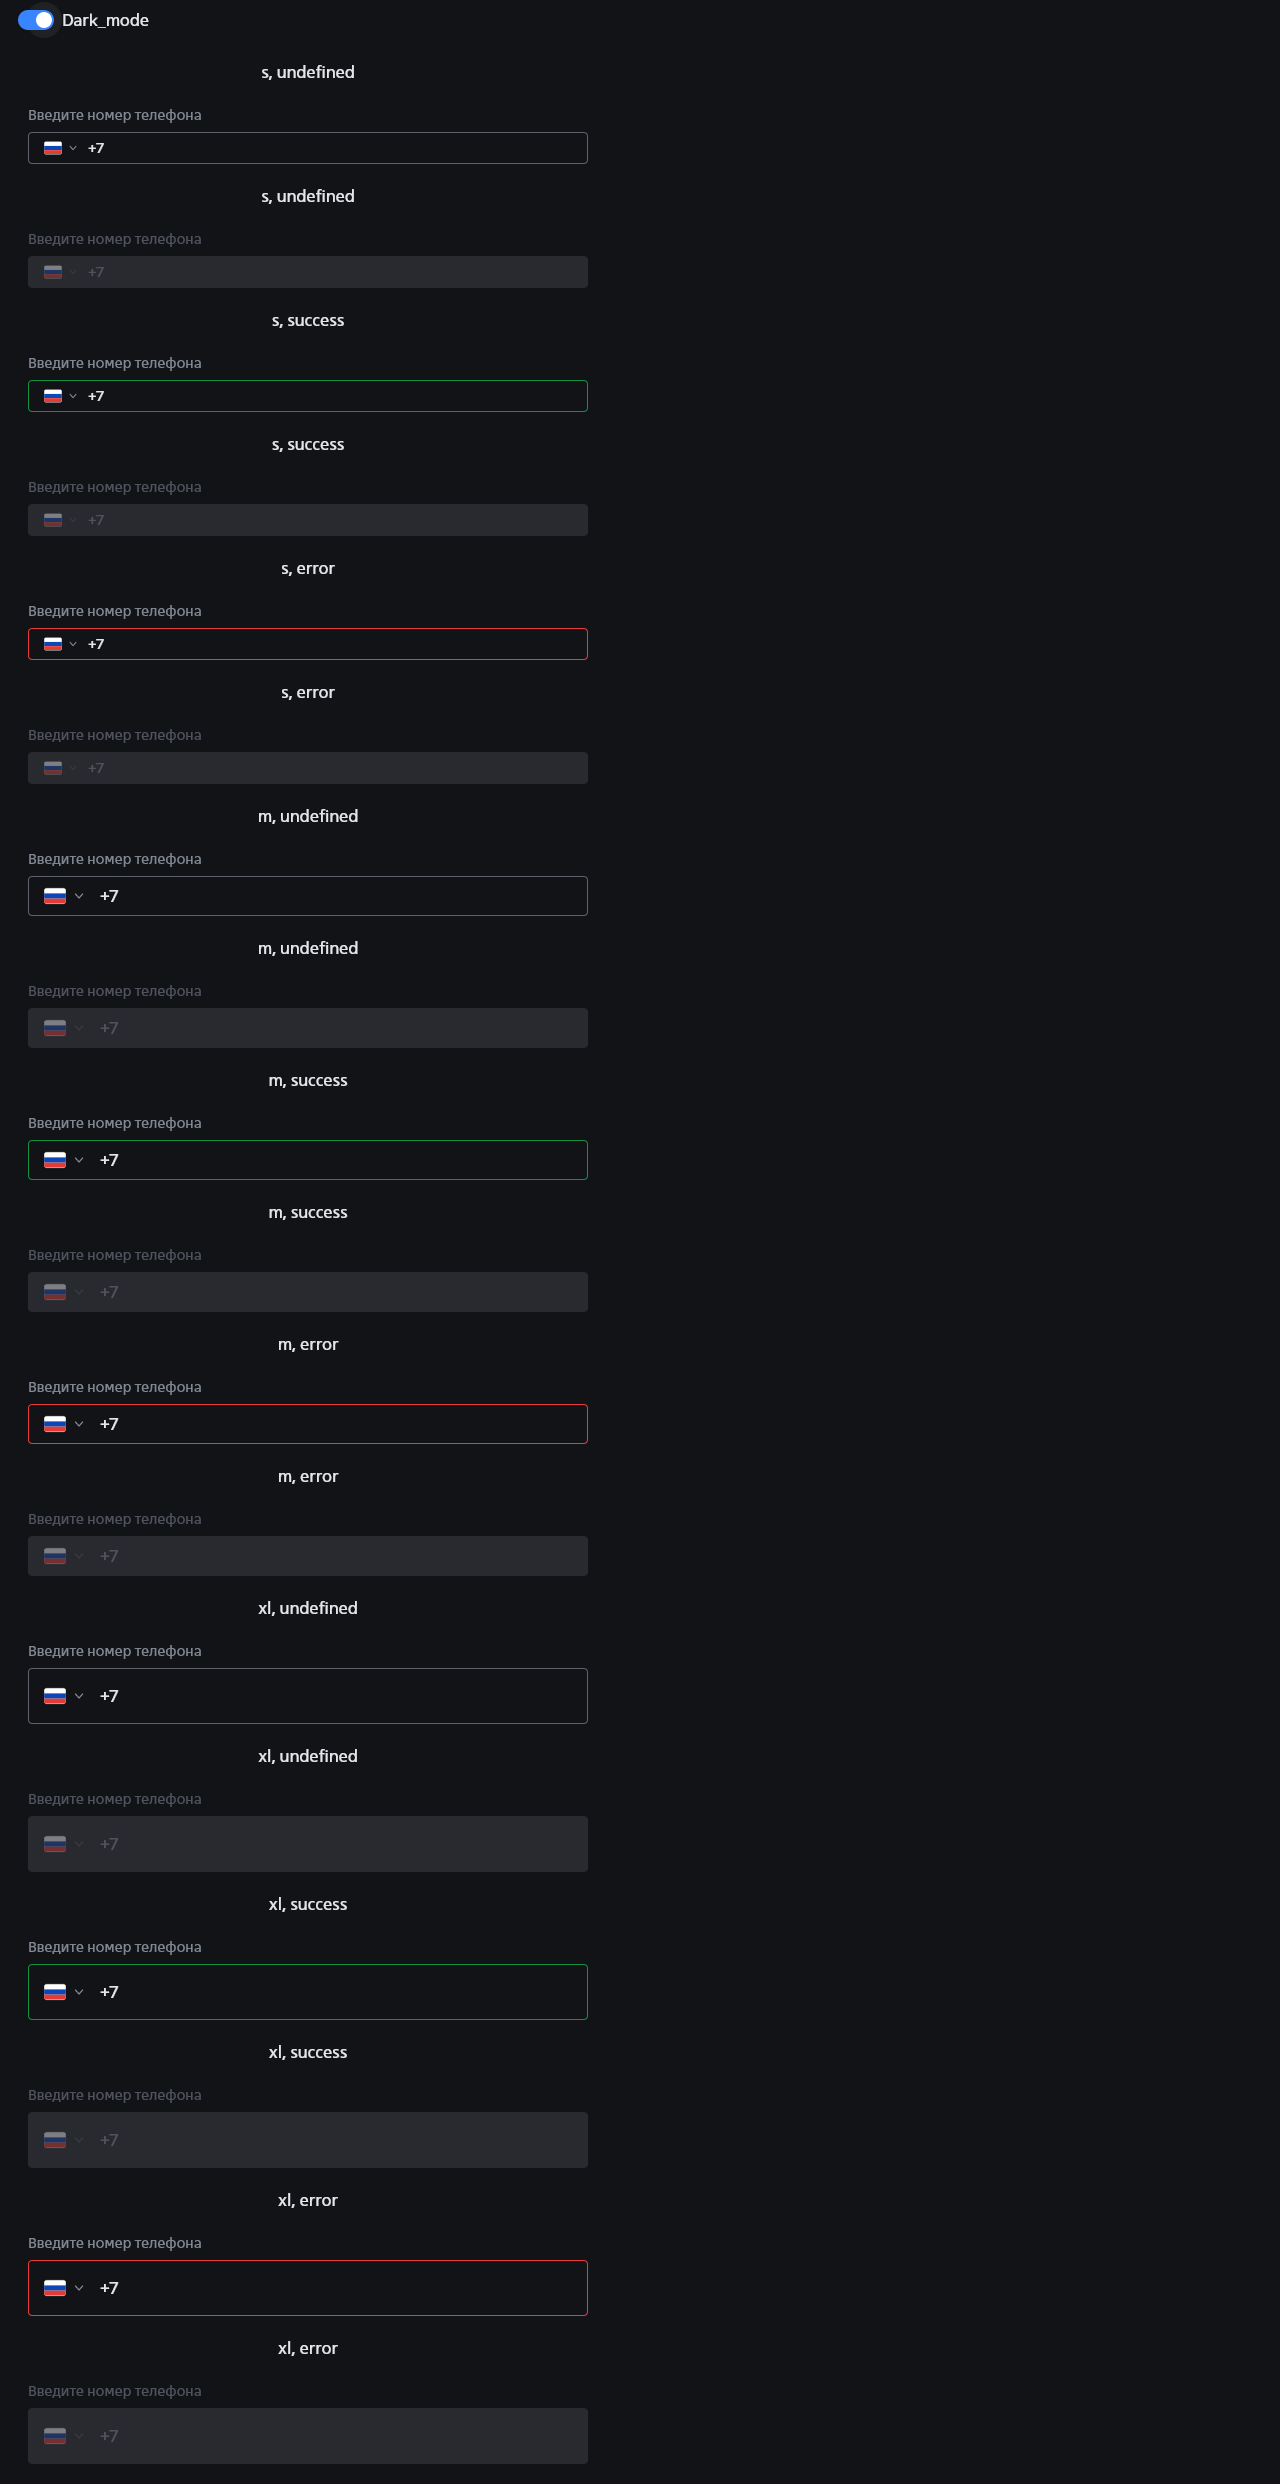 Dark_mode
s, undefined
Введите номер телефона
+7
s, undefined
Введите номер телефона
+7
s, success
Введите номер телефона
+7
s, success
Введите номер телефона
+7
s, error
Введите номер телефона
+7
s, error
Введите номер телефона
+7
m, undefined
Введите номер телефона
+7
m, undefined
Введите номер телефона
+7
m, success
Введите номер телефона
+7
m, success
Введите номер телефона
+7
m, error
Введите номер телефона
+7
m, error
Введите номер телефона
+7
xl, undefined
Введите номер телефона
+7
xl, undefined
Введите номер телефона
+7
xl, success
Введите номер телефона
+7
xl, success
Введите номер телефона
+7
xl, error
Введите номер телефона
+7
xl, error
Введите номер телефона
+7